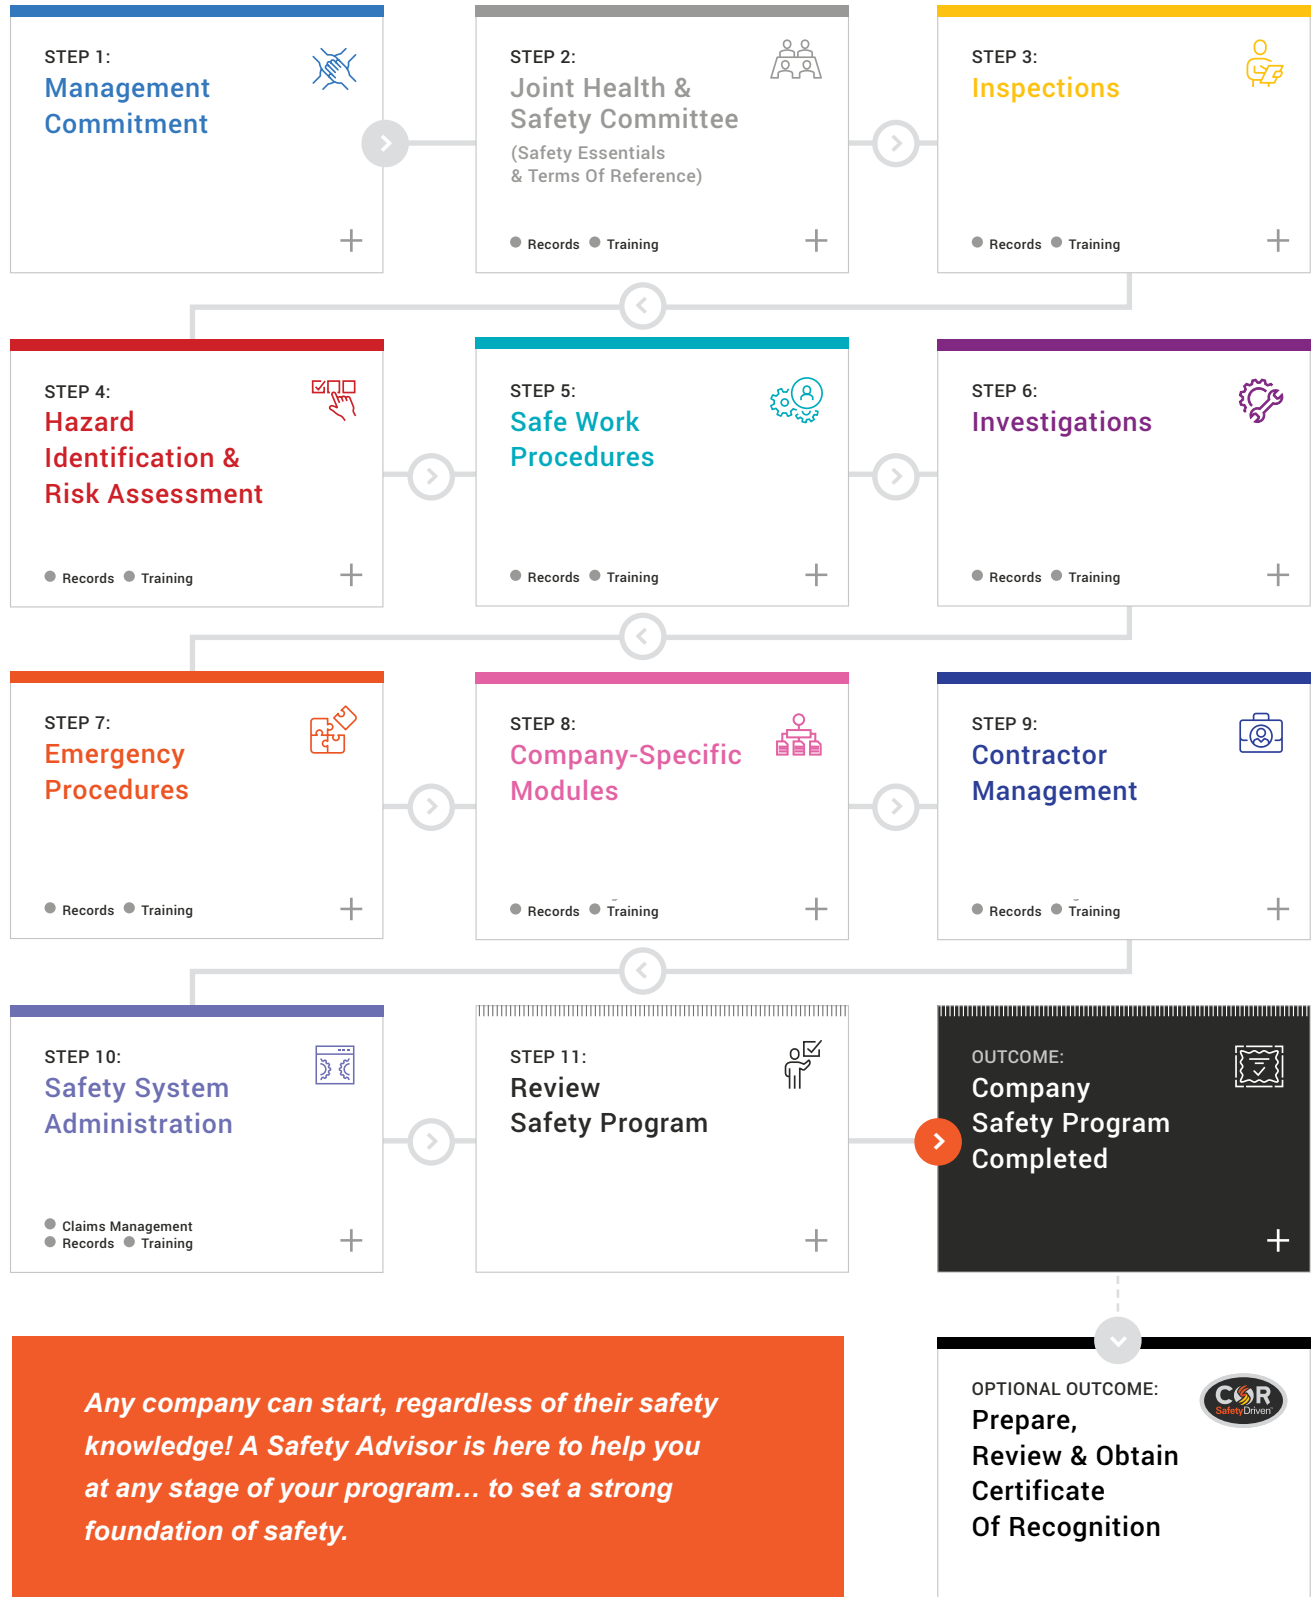 STEP 1:
Management
Commitment
STEP 2:
Joint Health &
Safety Committee
(Safety Essentials
& Terms Of Reference)
Records Training
STEP 3:
Inspections
Records Training
STEP 4:
Hazard
Identification &
Risk Assessment
Records Training
STEP 5:
Safe Work
Procedures
Records Training
STEP 6:
Investigations
Records Training
STEP 7:
Emergency
Procedures
Records Training
STEP 8:
Company-Specific
Modules
Records Training
STEP 9:
Contractor
Management
Records Training
STEP 10:
Safety System
Administration
Claims Management
Records Training
STEP 11:
Review
Safety Program
OUTCOME:
Company
Safety Program
Completed
Any company can start, regardless of their safety
knowledge! A Safety Advisor is here to help you
at any stage of your program… to set a strong
foundation of safety.
OPTIONAL OUTCOME:
Prepare,
Review & Obtain
Certificate
Of Recognition
COR
SafetyDriven